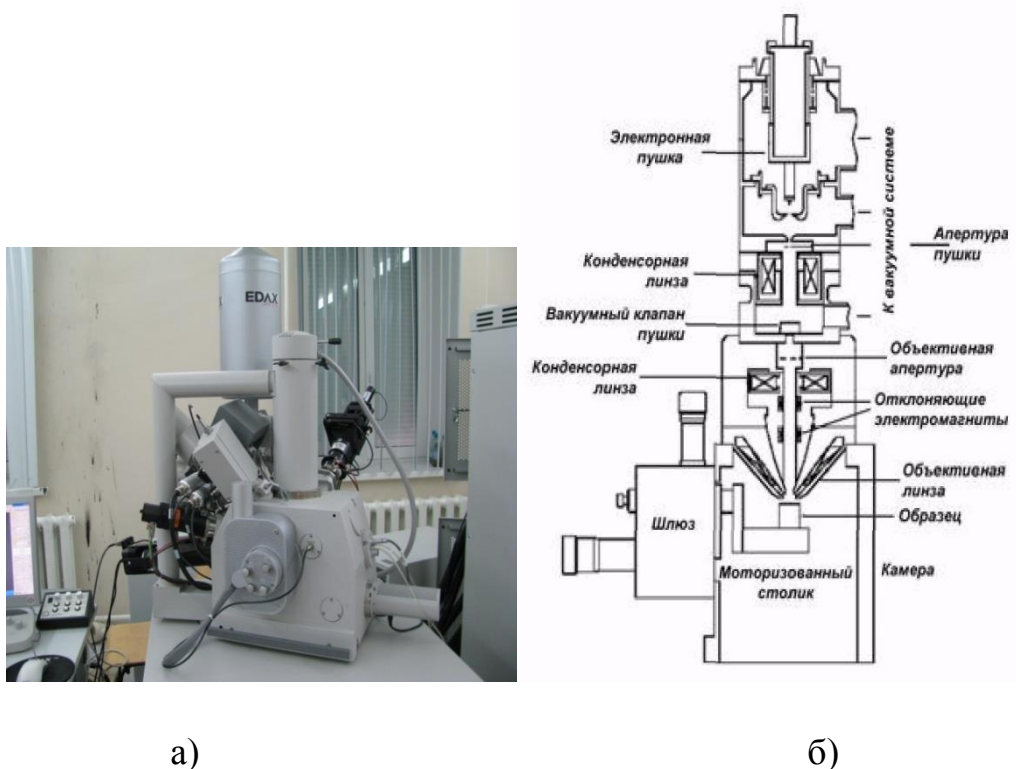 EDAX
Электронная
пушка
К вакуумной системе
Апертура
пушки
Конденсорная
линза
Вакуумный клапан
пушки
Объективная
апертура
Конденсорная
линза
Отклоняющие
электромагниты
Объективная
линза
Образец
Шлюз
Моторизованный
столик
Камера
а)
б)